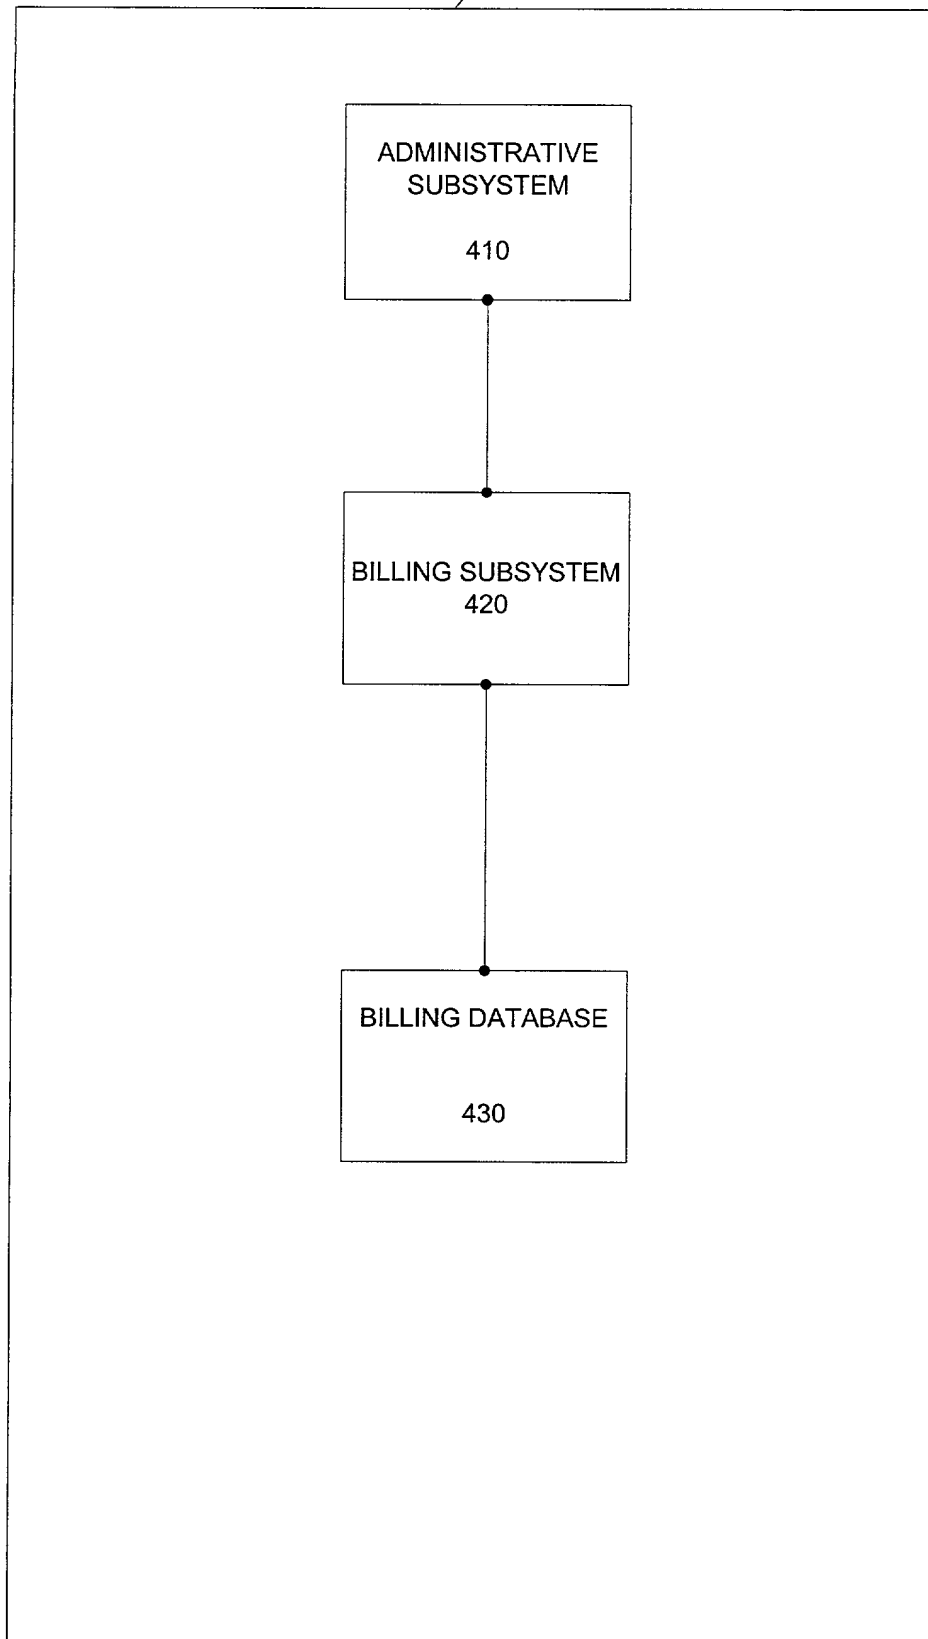 ADMINISTRATIVE
SUBSYSTEM
410
BILLING SUBSYSTEM
420
BILLING DATABASE
430